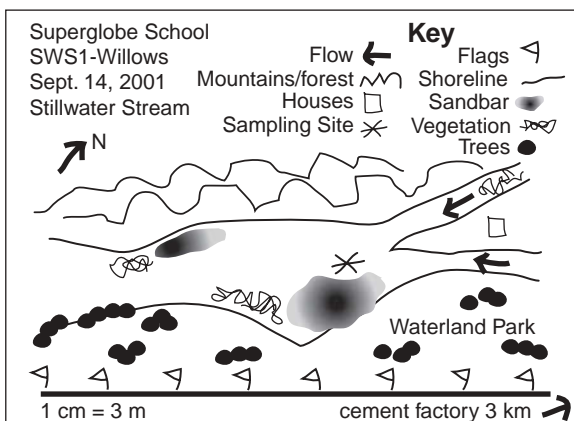 Superglobe School
SWS1-Willows
Sept. 14, 2001
Stillwater Stream
N
Key
Flow
Mountains/forest
Houses
Sampling Site
Flags
Shoreline
Sandbar
Vegetation
Trees
Waterland Park
1 cm = 3 m
cement factory 3 km